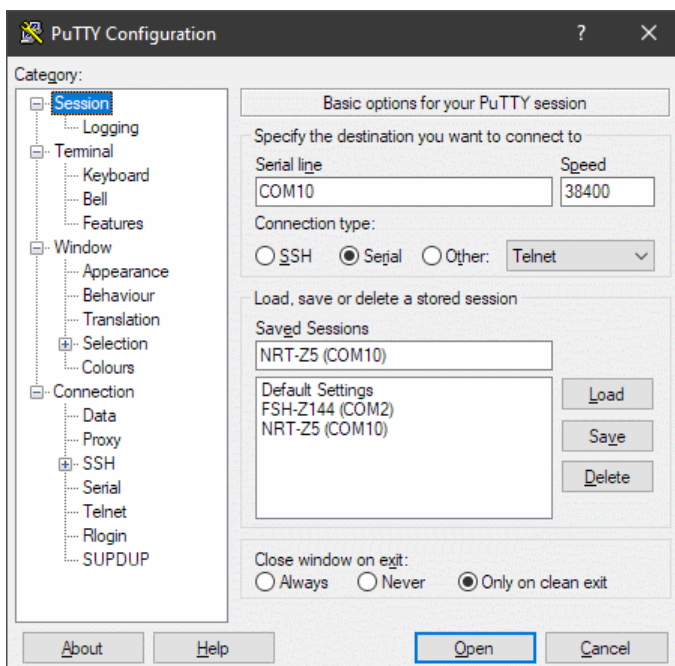 PuTTY Configuration
?
Category:
Session
Logging
Terminal
Keyboard
Bell
Features
Window
Appearance
Behaviour
Translation
Selection
Colours
Connection
Data
Proxy
SSH
Serial
Telnet
Rlogin
SUPDUP
Basic options for your PuTTY session
Specify the destination you want to connect to
Serial line Speed
COM10 38400
Connection type:
SSH Serial Other: Telnet
Load, save or delete a stored session
Saved Sessions
NRT-Z5 (COM10)
Default Settings
FSH-Z144 (COM2)
NRT-Z5 (COM10)
Load
Save
Delete
Close window on exit:
Always Never Only on clean exit
About Help Open Cancel